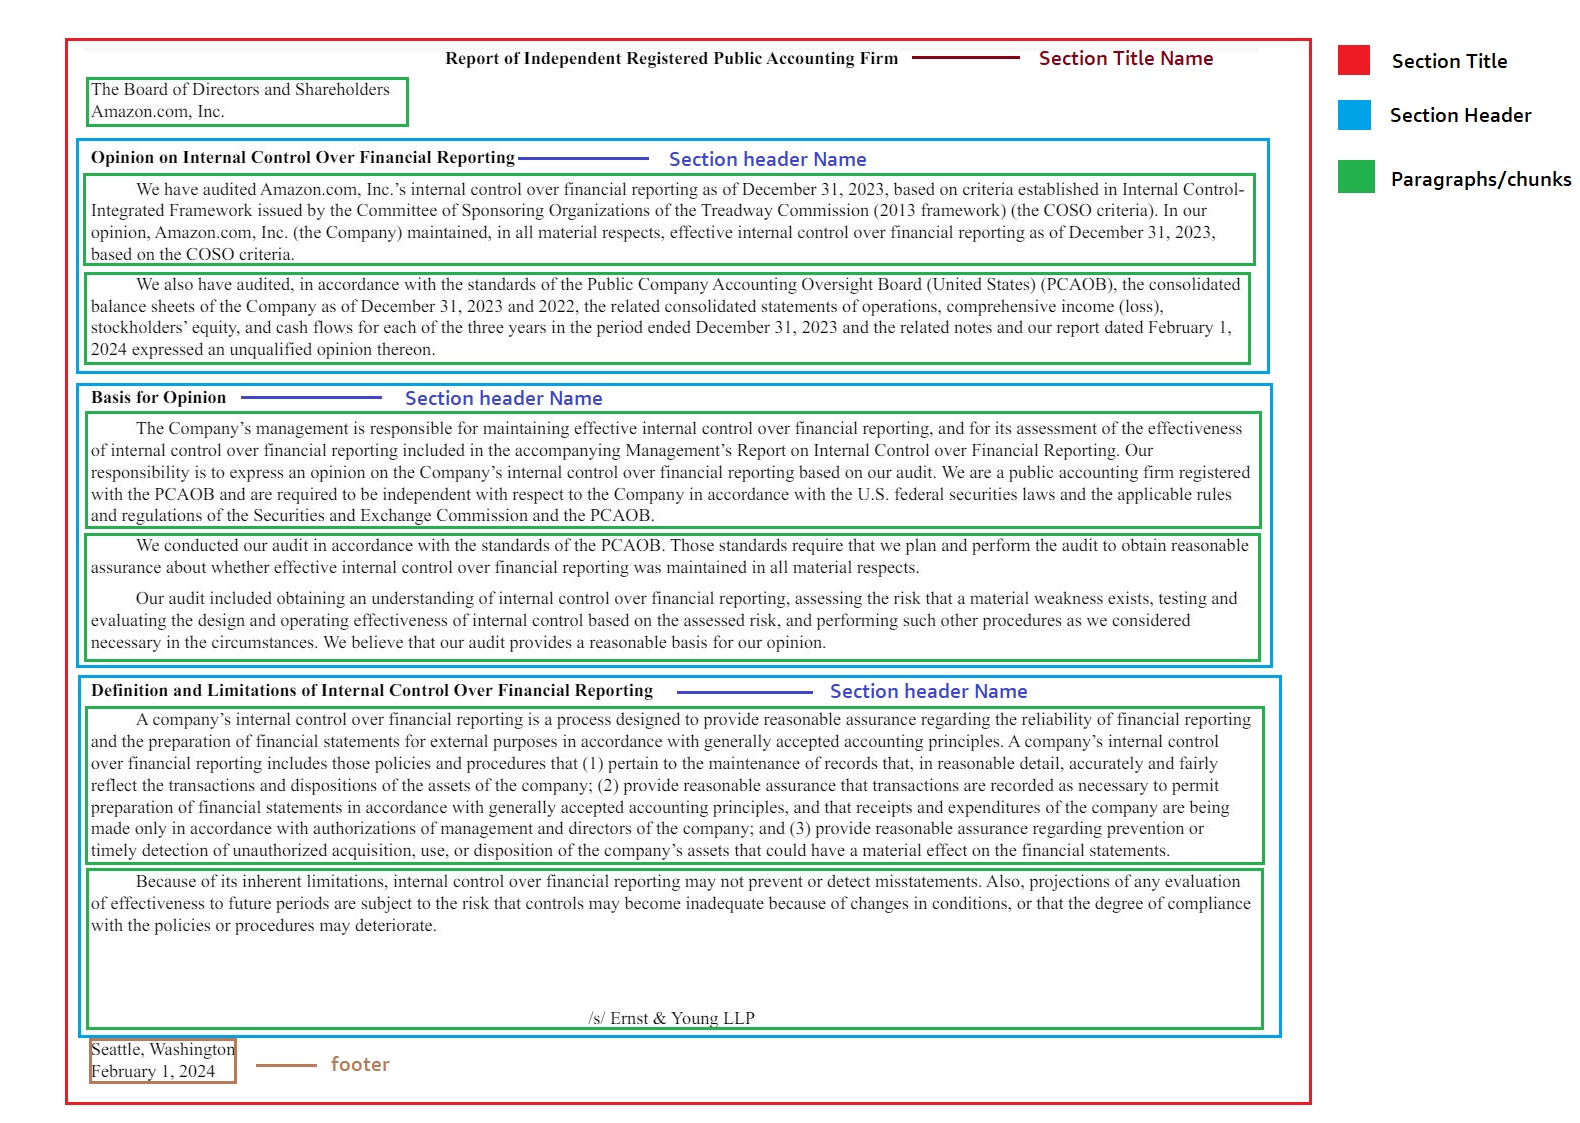 Report of Independent Registered Public Accounting Firm
Section Title Name
Section Title
The Board of Directors and Shareholders
Amazon.com, Inc.
Section Header
Opinion on Internal Control Over Financial Reporting
Section header Name
Paragraphs/chunks
We have audited Amazon.com, Inc.’s internal control over financial reporting as of December 31, 2023, based on criteria established in Internal Control-
Integrated Framework issued by the Committee of Sponsoring Organizations of the Treadway Commission (2013 framework) (the COSO criteria). In our
opinion, Amazon.com, Inc. (the Company) maintained, in all material respects, effective internal control over financial reporting as of December 31, 2023,
based on the COSO criteria.
We also have audited, in accordance with the standards of the Public Company Accounting Oversight Board (United States) (PCAOB), the consolidated
balance sheets of the Company as of December 31, 2023 and 2022, the related consolidated statements of operations, comprehensive income (loss),
stockholders’ equity, and cash flows for each of the three years in the period ended December 31, 2023 and the related notes and our report dated February 1,
2024 expressed an unqualified opinion thereon.
Basis for Opinion
Section header Name
The Company’s management is responsible for maintaining effective internal control over financial reporting, and for its assessment of the effectiveness
of internal control over financial reporting included in the accompanying Management’s Report on Internal Control over Financial Reporting. Our
responsibility is to express an opinion on the Company’s internal control over financial reporting based on our audit. We are a public accounting firm registered
with the PCAOB and are required to be independent with respect to the Company in accordance with the U.S. federal securities laws and the applicable rules
and regulations of the Securities and Exchange Commission and the PCAOB.
We conducted our audit in accordance with the standards of the PCAOB. Those standards require that we plan and perform the audit to obtain reasonable
assurance about whether effective internal control over financial reporting was maintained in all material respects.
Our audit included obtaining an understanding of internal control over financial reporting, assessing the risk that a material weakness exists, testing and
evaluating the design and operating effectiveness of internal control based on the assessed risk, and performing such other procedures as we considered
necessary in the circumstances. We believe that our audit provides a reasonable basis for our opinion.
Definition and Limitations of Internal Control Over Financial Reporting
Section header Name
A company’s internal control over financial reporting is a process designed to provide reasonable assurance regarding the reliability of financial reporting
and the preparation of financial statements for external purposes in accordance with generally accepted accounting principles. A company’s internal control
over financial reporting includes those policies and procedures that (1) pertain to the maintenance of records that, in reasonable detail, accurately and fairly
reflect the transactions and dispositions of the assets of the company; (2) provide reasonable assurance that transactions are recorded as necessary to permit
preparation of financial statements in accordance with generally accepted accounting principles, and that receipts and expenditures of the company are being
made only in accordance with authorizations of management and directors of the company; and (3) provide reasonable assurance regarding prevention or
timely detection of unauthorized acquisition, use, or disposition of the company’s assets that could have a material effect on the financial statements.
Because of its inherent limitations, internal control over financial reporting may not prevent or detect misstatements. Also, projections of any evaluation
of effectiveness to future periods are subject to the risk that controls may become inadequate because of changes in conditions, or that the degree of compliance
with the policies or procedures may deteriorate.
/s/ Ernst & Young LLP
Seattle, Washington
February 1, 2024
footer